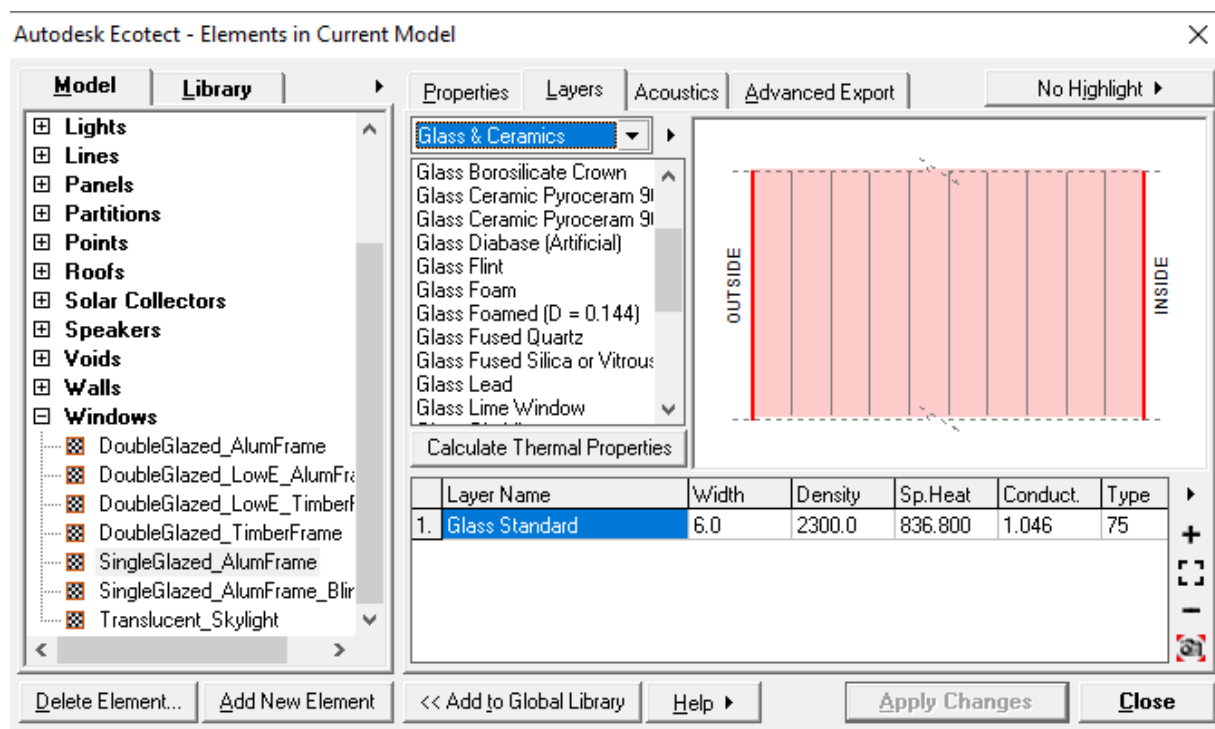 Autodesk Ecotect - Elements in Current Model
Model
Library
Lights
Lines
Panels
Partitions
Points
Roofs
Solar Collectors
Speakers
Voids
Walls
Windows
DoubleGlazed_AlumFrame
DoubleGlazed_LowE_AlumFra
DoubleGlazed_LowE_TimberF
DoubleGlazed_TimberFrame
SingleGlazed_AlumFrame
SingleGlazed_AlumFrame_Blin
Translucent_Skylight
Delete Element...
Add New Element
Properties
Layers
Acoustics
Advanced Export
No Highlight
Glass & Ceramics
Glass Borosilicate Crown
Glass Ceramic Pyroceram 96
Glass Ceramic Pyroceram 96
Glass Diabase (Artificial)
Glass Flint
Glass Foam
Glass Foamed (D = 0.144)
Glass Fused Quartz
Glass Fused Silica or Vitrous
Glass Lead
Glass Lime Window
Calculate Thermal Properties
OUTSIDE
INSIDE
Layer Name Width Density Sp.Heat Conduct. Type
1. Glass Standard 6.0 2300.0 836.800 1.046 75
<< Add to Global Library
Help
Apply Changes
Close